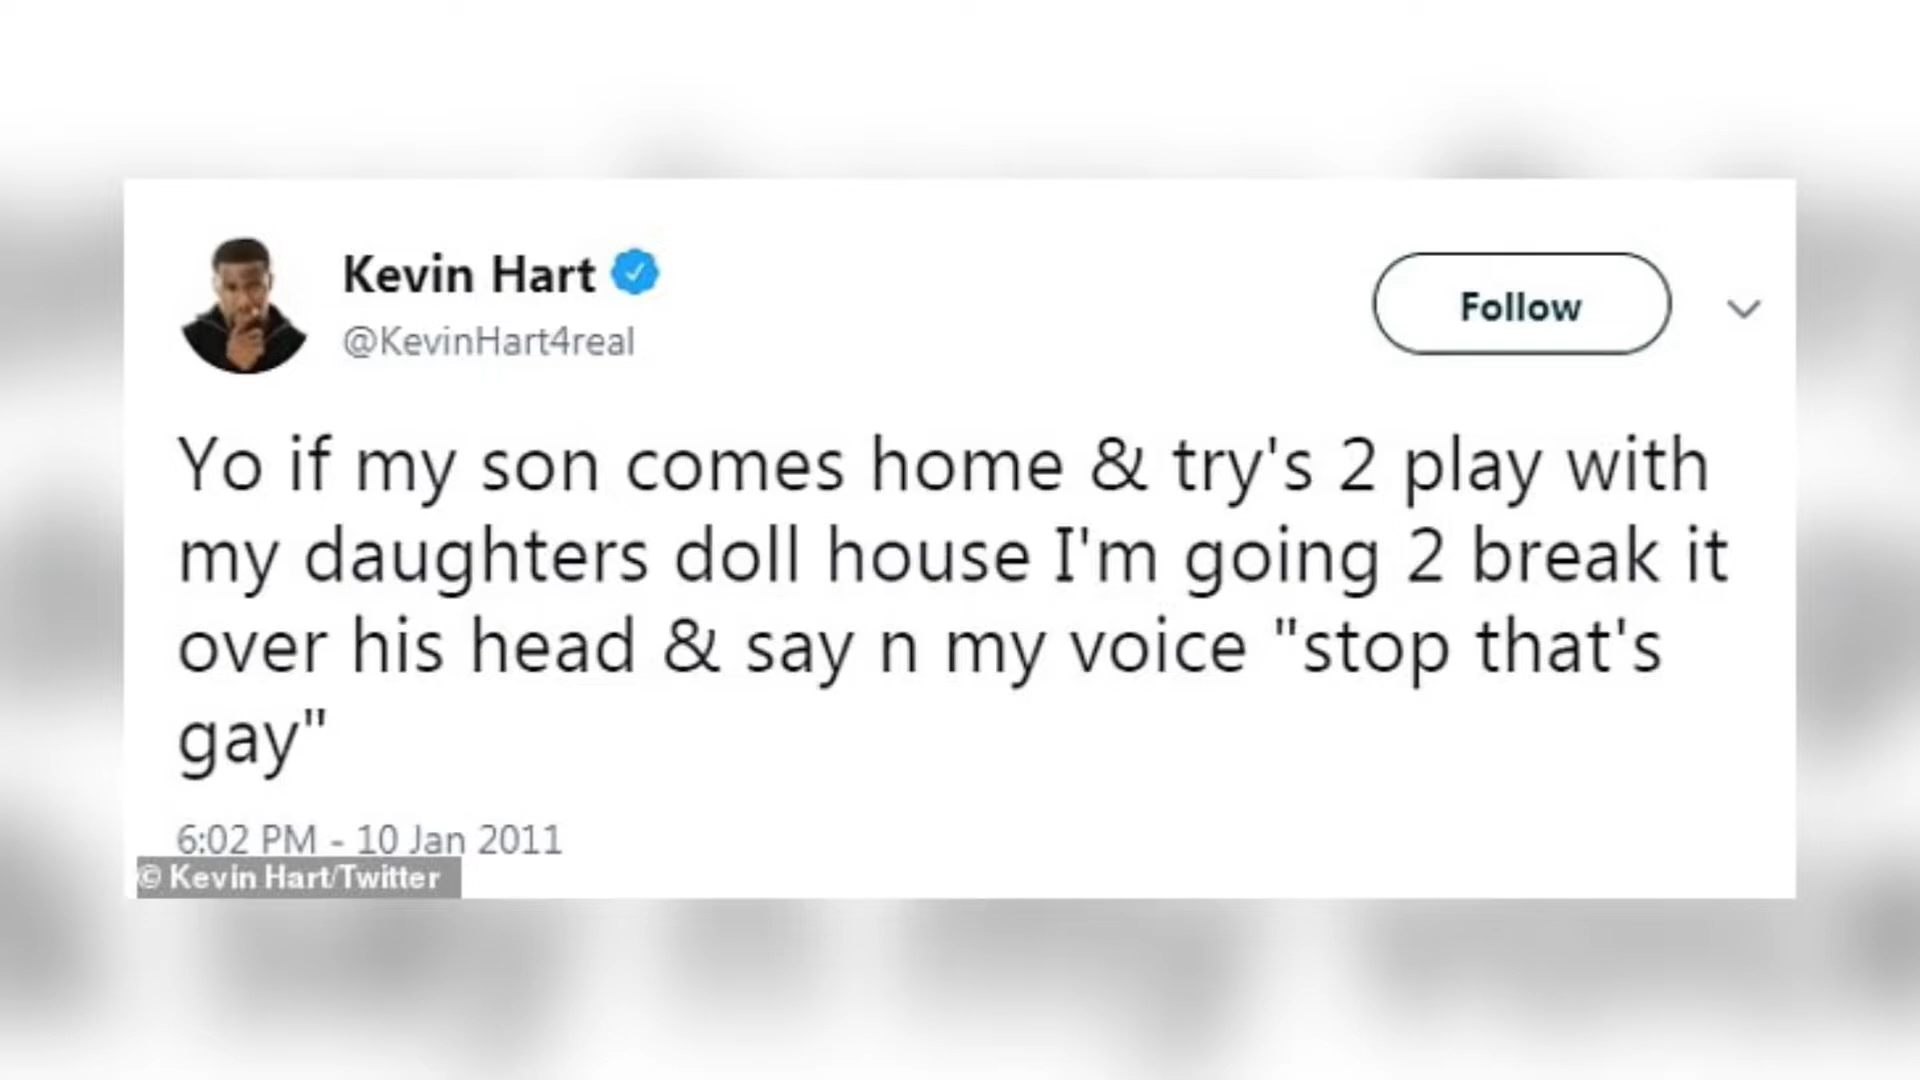 Kevin Hart
@KevinHart4real
Follow
Yo if my son comes home & try's 2 play with
my daughters doll house I'm going 2 break it
over his head & say n my voice "stop that's
gay"
6:02 PM - 10 Jan 2011
© Kevin Hart/Twitter